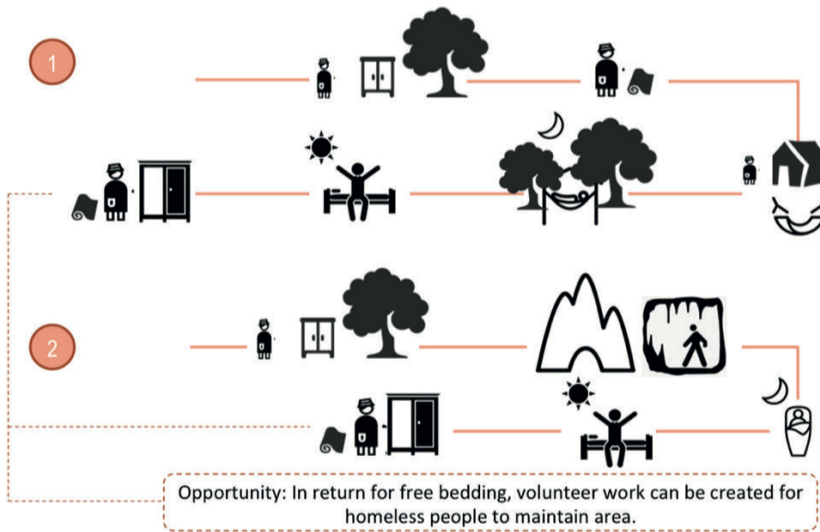 1
2
Opportunity: In return for free bedding, volunteer work can be created for
homeless people to maintain area.